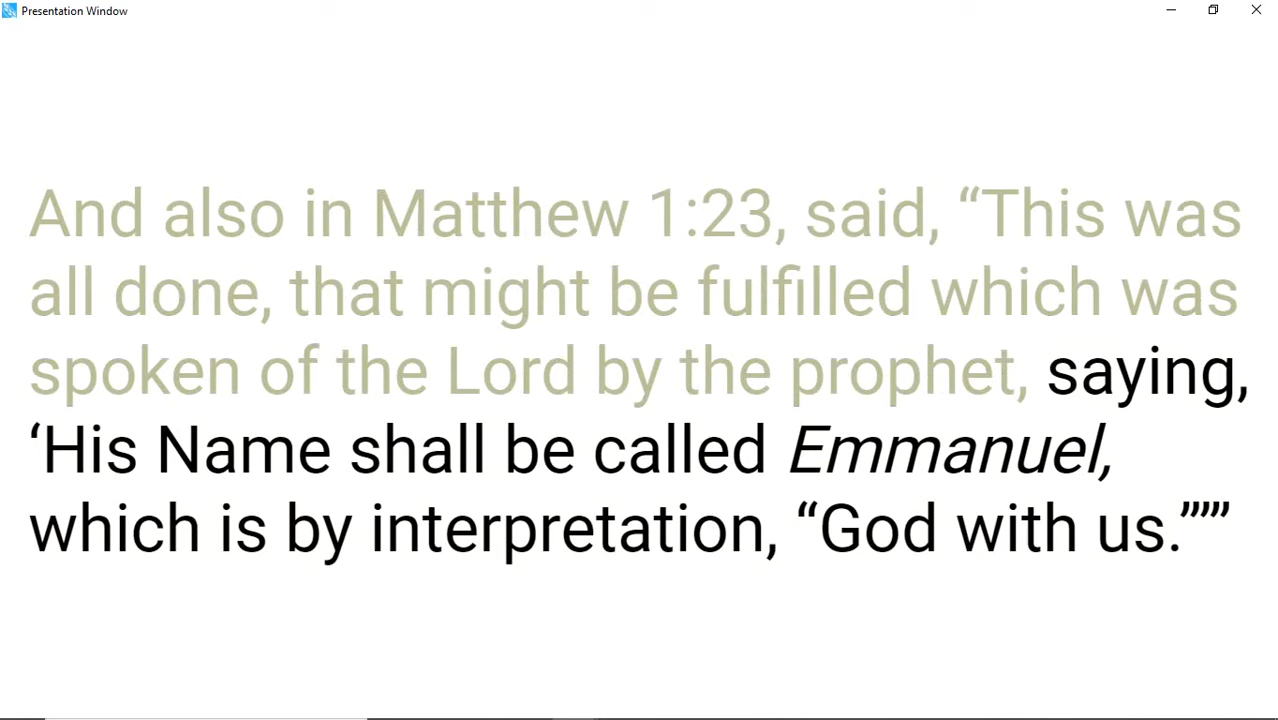 Presentation Window
And also in Matthew 1:23, said, “This was
all done, that might be fulfilled which was
spoken of the Lord by the prophet, saying,
‘His Name shall be called Emmanuel,
which is by interpretation, “God with us.”’”